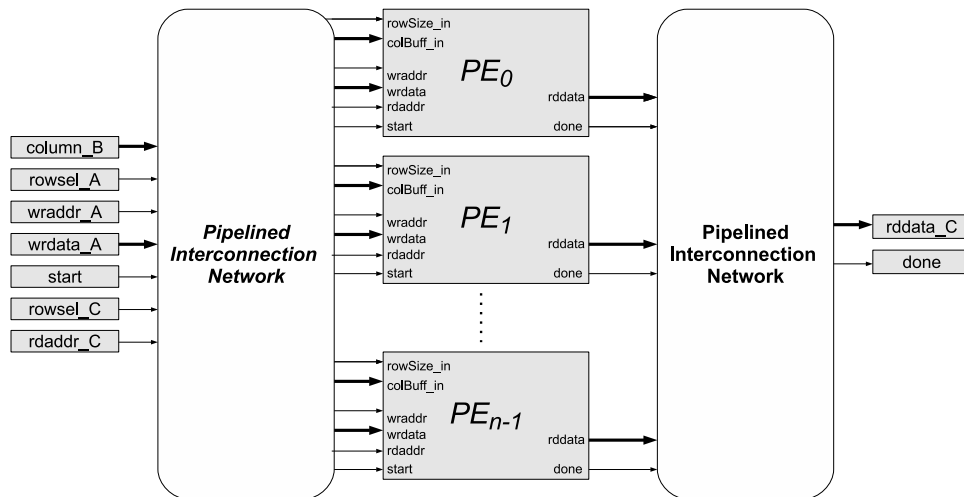 column_B
rowsel_A
wraddr_A
wrdata_A
start
rowsel_C
rdaddr_C
Pipelined
Interconnection
Network
rowSize_in
colBuff_in
wraddr
wrdata
rdaddr
start
PE0
rddata
done
rowSize_in
colBuff_in
wraddr
wrdata
rdaddr
start
PE1
rddata
done
rowSize_in
colBuff_in
wraddr
wrdata
rdaddr
start
PEn-1
rddata
done
Pipelined
Interconnection
Network
rddata_C
done